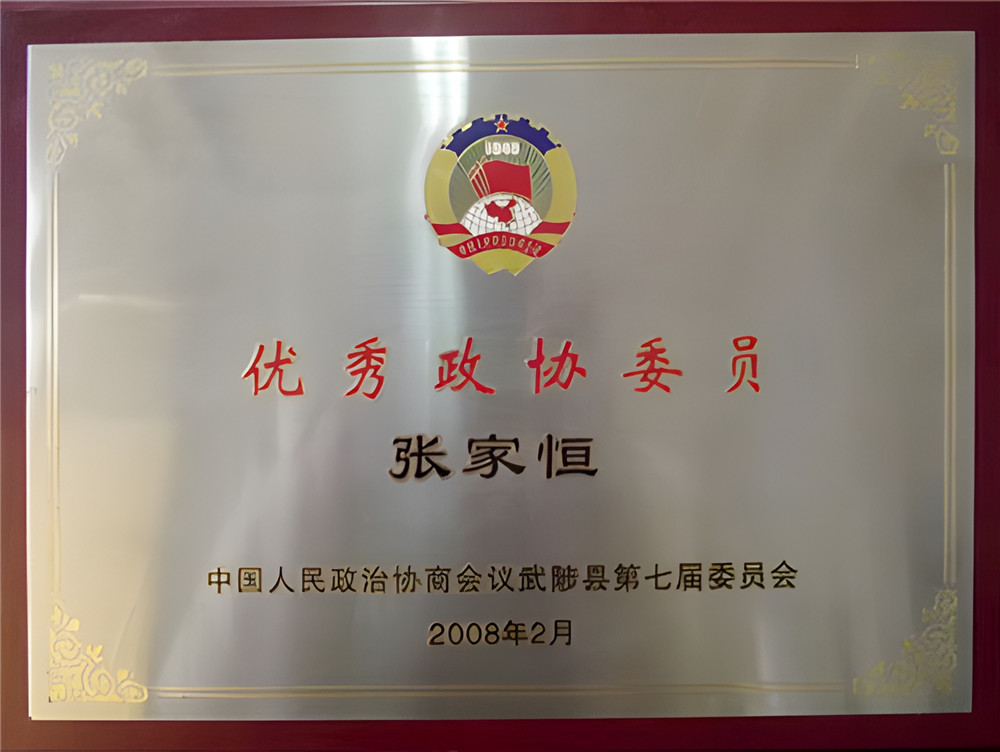 优秀政协委员
张家恒
中国人民政治协商会议武陟县第七届委员会
2008年2月